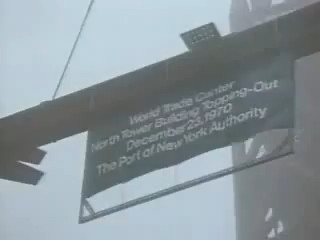 World Trade Center
North Tower Building Topping-Out
December 23, 1970
The Port of New York Authority